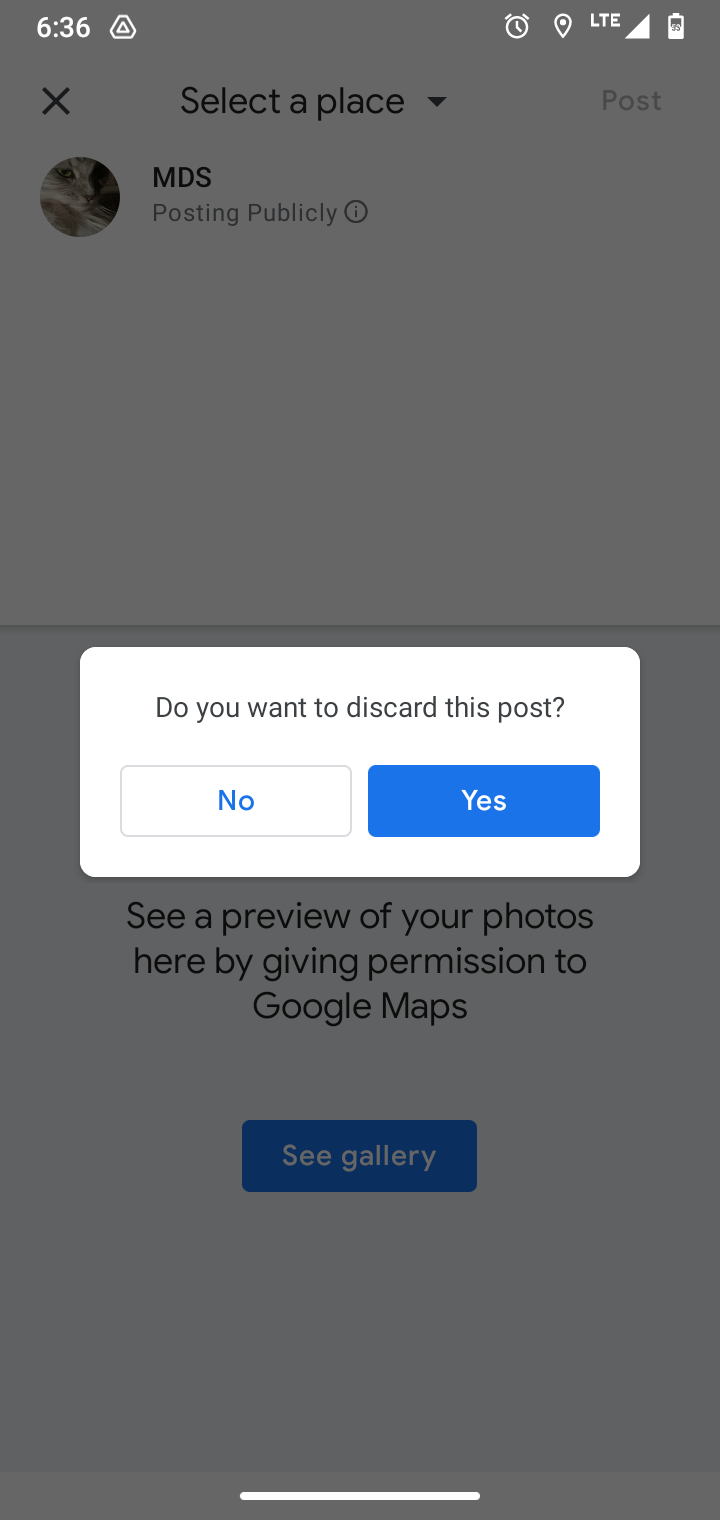 6:36
LTE
Select a place
Post
MDS
Posting Publicly
Do you want to discard this post?
No
Yes
See a preview of your photos
here by giving permission to
Google Maps
See gallery